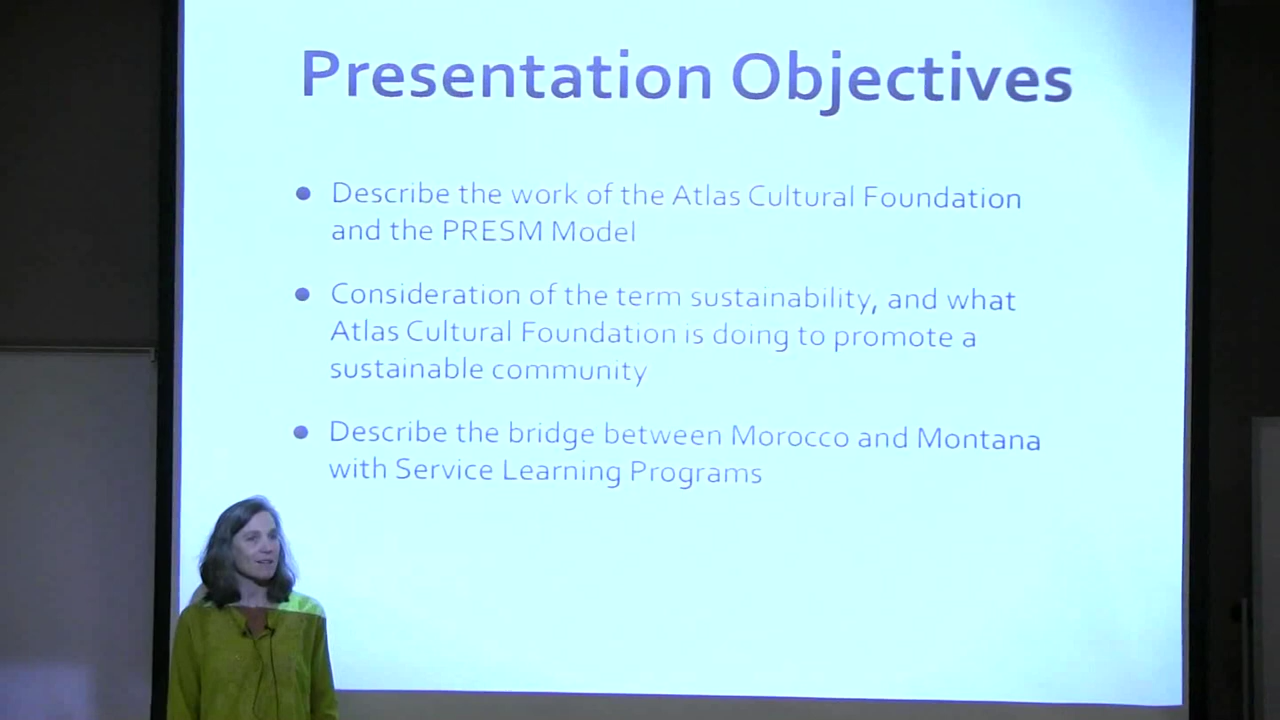 Presentation Objectives
• Describe the work of the Atlas Cultural Foundation
and the PRESM Model
• Consideration of the term sustainability, and what
Atlas Cultural Foundation is doing to promote a
sustainable community
• Describe the bridge between Morocco and Montana
with Service Learning Programs